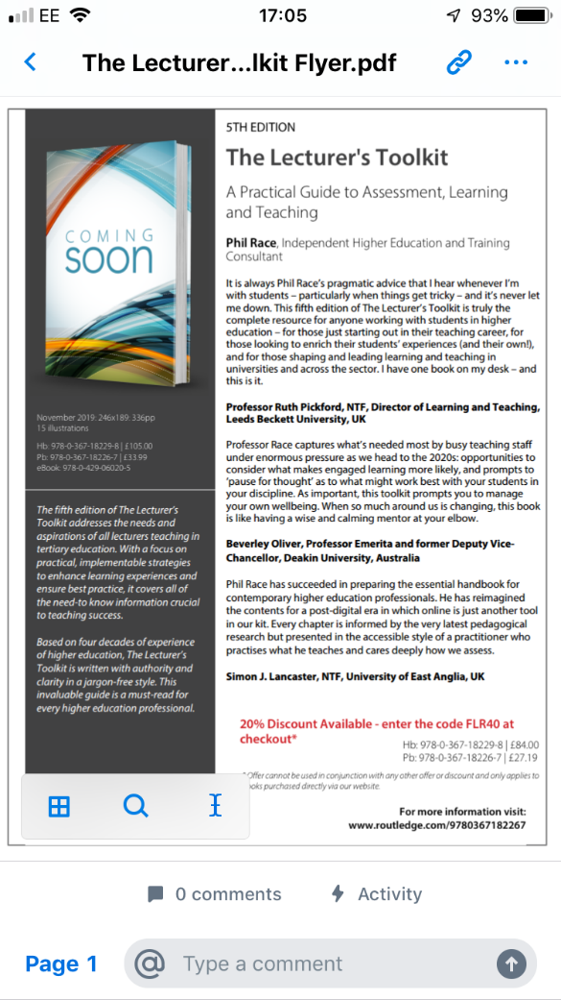 EE 17:05 93%
The Lecturer...lkit Flyer.pdf
COMING
soon
November 2019: 246x189: 336pp
15 illustrations
Hb: 978-0-367-18229-8 | £105.00
Pb: 978-0-367-18226-7 | £33.99
eBook: 978-0-429-06020-5
The fifth edition of The Lecturer's
Toolkit addresses the needs and
aspirations of all lecturers teaching in
tertiary education. With a focus on
practical, implementable strategies
to enhance learning experiences and
ensure best practice, it covers all of
the need-to know information crucial
to teaching success.
Based on four decades of experience
of higher education, The Lecturer's
Toolkit is written with authority and
clarity in a jargon-free style. This
invaluable guide is a must-read for
every higher education professional.
5TH EDITION
The Lecturer's Toolkit
A Practical Guide to Assessment, Learning
and Teaching
Phil Race, Independent Higher Education and Training
Consultant
It is always Phil Race's pragmatic advice that I hear whenever I'm
with students – particularly when things get tricky – and it's never let
me down. This fifth edition of The Lecturer's Toolkit is truly the
complete resource for anyone working with students in higher
education – for those just starting out in their teaching career, for
those looking to enrich their students' experiences (and their own!),
and for those shaping and leading learning and teaching in
universities and across the sector. I have one book on my desk – and
this is it.
Professor Ruth Pickford, NTF, Director of Learning and Teaching,
Leeds Beckett University, UK
Professor Race captures what's needed most by busy teaching staff
under enormous pressure as we head to the 2020s: opportunities to
consider what makes engaged learning more likely, and prompts to
'pause for thought' as to what might work best with your students in
your discipline. As important, this toolkit prompts you to manage
your own wellbeing. When so much around us is changing, this book
is like having a wise and calming mentor at your elbow.
Beverley Oliver, Professor Emerita and former Deputy Vice-
Chancellor, Deakin University, Australia
Phil Race has succeeded in preparing the essential handbook for
contemporary higher education professionals. He has reimagined
the contents for a post-digital era in which online is just another tool
in our kit. Every chapter is informed by the very latest pedagogical
research but presented in the accessible style of a practitioner who
practises what he teaches and cares deeply how we assess.
Simon J. Lancaster, NTF, University of East Anglia, UK
20% Discount Available - enter the code FLR40 at
checkout*
Hb: 978-0-367-18229-8 | £84.00
Pb: 978-0-367-18226-7 | £27.19
*Offer cannot be used in conjunction with any other offer or discount and only applies to
ooks purchased directly via our website.
For more information visit:
www.routledge.com/9780367182267
0 comments
Activity
Page 1
@ Type a comment